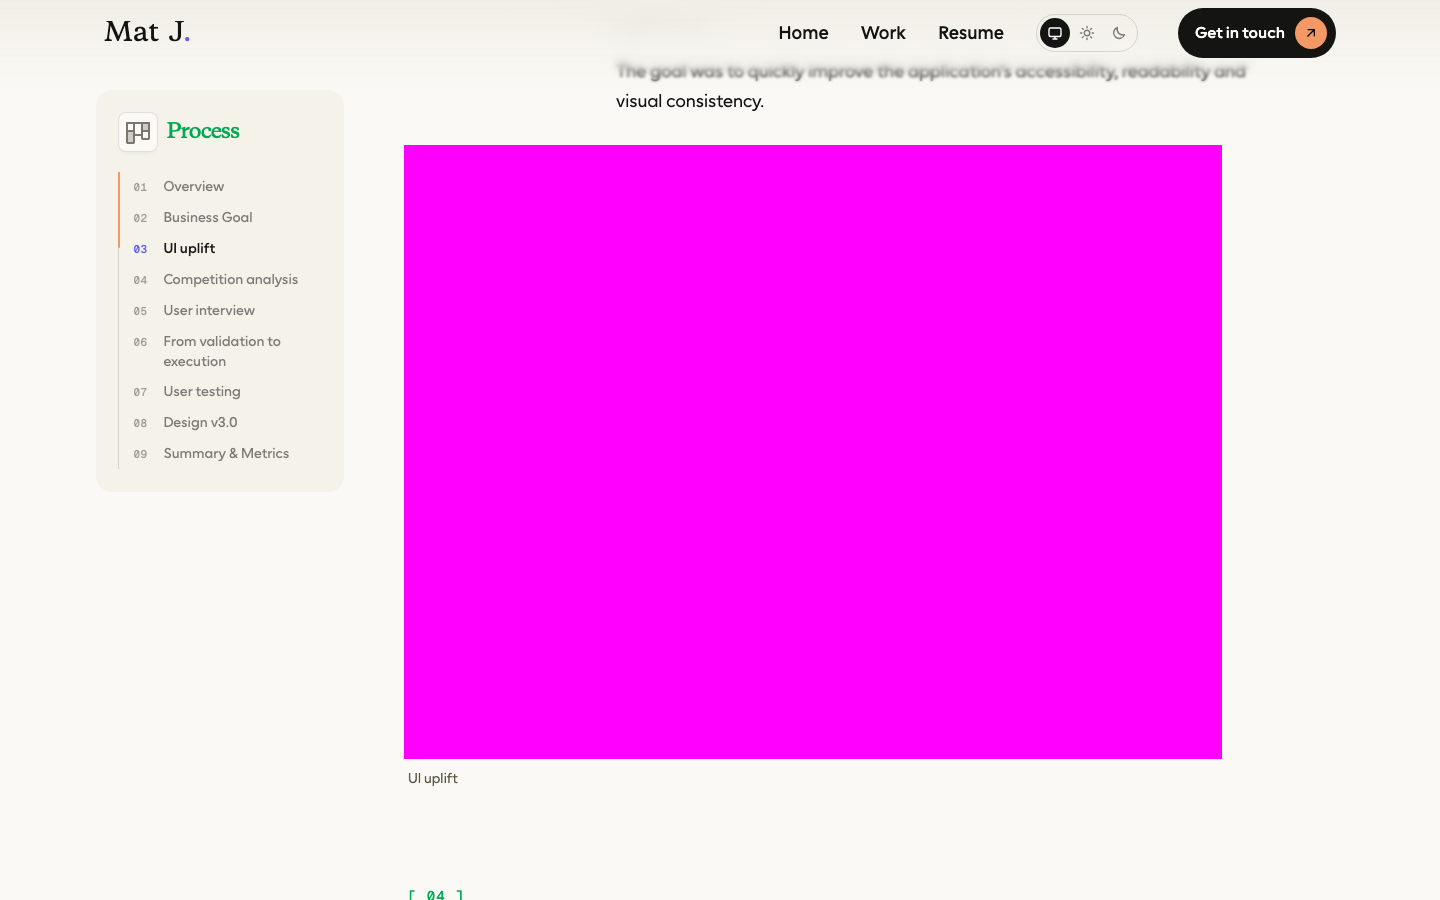 Mat J.
Home
Work
Resume
Get in touch
The goal was to quickly improve the application's accessibility, readability and
visual consistency.
Process
01 Overview
02 Business Goal
03 UI uplift
04 Competition analysis
05 User interview
06 From validation to
execution
07 User testing
08 Design v3.0
09 Summary & Metrics
UI uplift
[ 04 ]